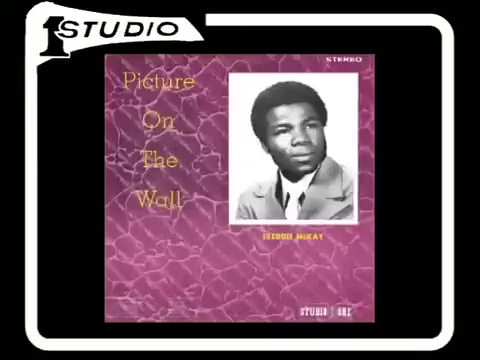 1 STUDIO
STEREO
Picture
On
The
Wall
FREDDIE McKAY
STUDIO ONE